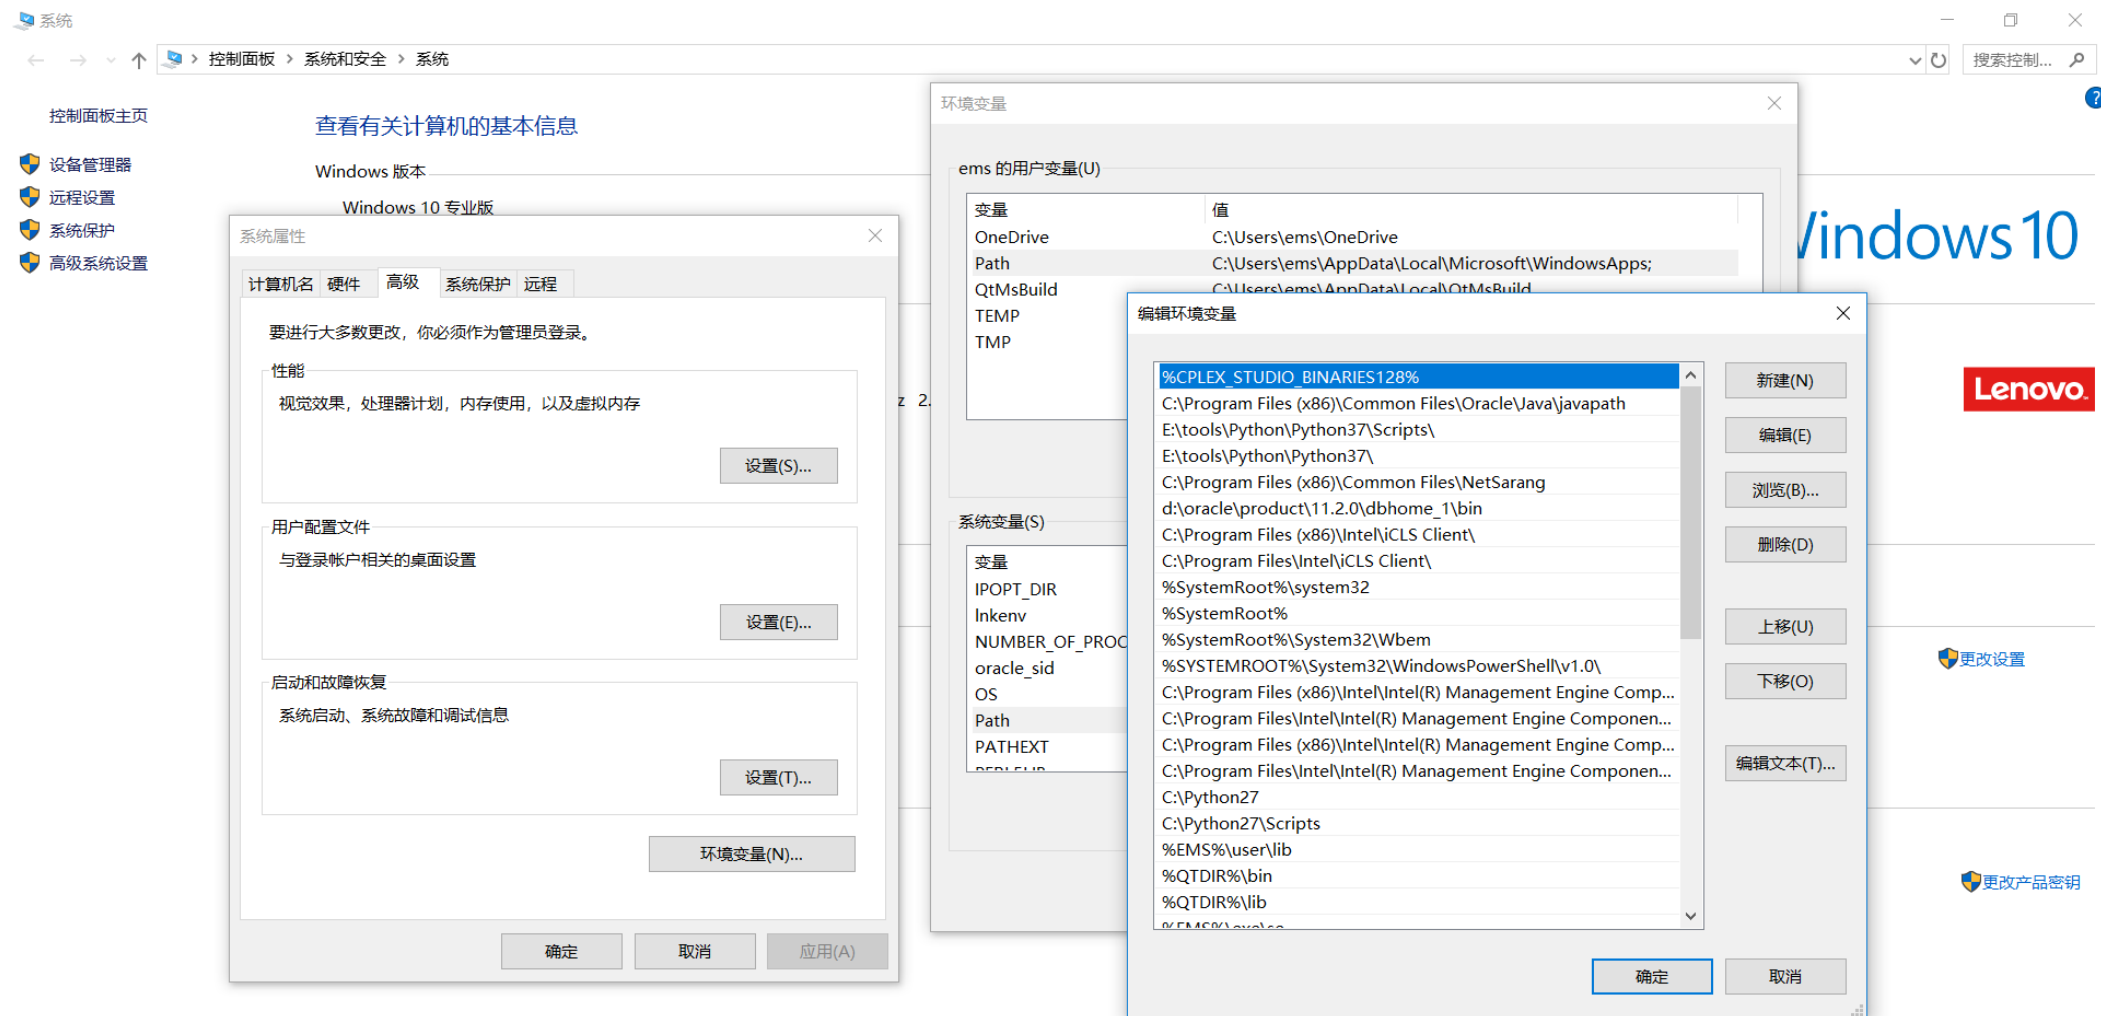 系统
控制面板 系统和安全 系统
搜索控制...
控制面板主页
设备管理器
远程设置
系统保护
高级系统设置
查看有关计算机的基本信息
Windows 版本
Windows 10 专业版
系统属性
计算机名 硬件 高级 系统保护 远程
要进行大多数更改，你必须作为管理员登录。
性能
视觉效果，处理器计划，内存使用，以及虚拟内存
设置(S)...
用户配置文件
与登录帐户相关的桌面设置
设置(E)...
启动和故障恢复
系统启动、系统故障和调试信息
设置(T)...
环境变量(N)...
确定 取消 应用(A)
z 2.
环境变量
ems 的用户变量(U)
变量 值
OneDrive C:\Users\ems\OneDrive
Path C:\Users\ems\AppData\Local\Microsoft\WindowsApps;
QtMsBuild C:\Users\ems\AppData\Local\QtMsBuild
TEMP
TMP
系统变量(S)
变量
IPOPT_DIR
lnkenv
NUMBER_OF_PROC
oracle_sid
OS
Path
PATHEXT
编辑环境变量
%CPLEX_STUDIO_BINARIES128%
C:\Program Files (x86)\Common Files\Oracle\Java\javapath
E:\tools\Python\Python37\Scripts\
E:\tools\Python\Python37\
C:\Program Files (x86)\Common Files\NetSarang
d:\oracle\product\11.2.0\dbhome_1\bin
C:\Program Files (x86)\Intel\iCLS Client\
C:\Program Files\Intel\iCLS Client\
%SystemRoot%\system32
%SystemRoot%
%SystemRoot%\System32\Wbem
%SYSTEMROOT%\System32\WindowsPowerShell\v1.0\
C:\Program Files (x86)\Intel\Intel(R) Management Engine Comp...
C:\Program Files\Intel\Intel(R) Management Engine Componen...
C:\Program Files (x86)\Intel\Intel(R) Management Engine Comp...
C:\Program Files\Intel\Intel(R) Management Engine Componen...
C:\Python27
C:\Python27\Scripts
%EMS%\user\lib
%QTDIR%\bin
%QTDIR%\lib
新建(N)
编辑(E)
浏览(B)...
删除(D)
上移(U)
下移(O)
编辑文本(T)...
确定 取消
?
Windows 10
Lenovo
更改设置
更改产品密钥